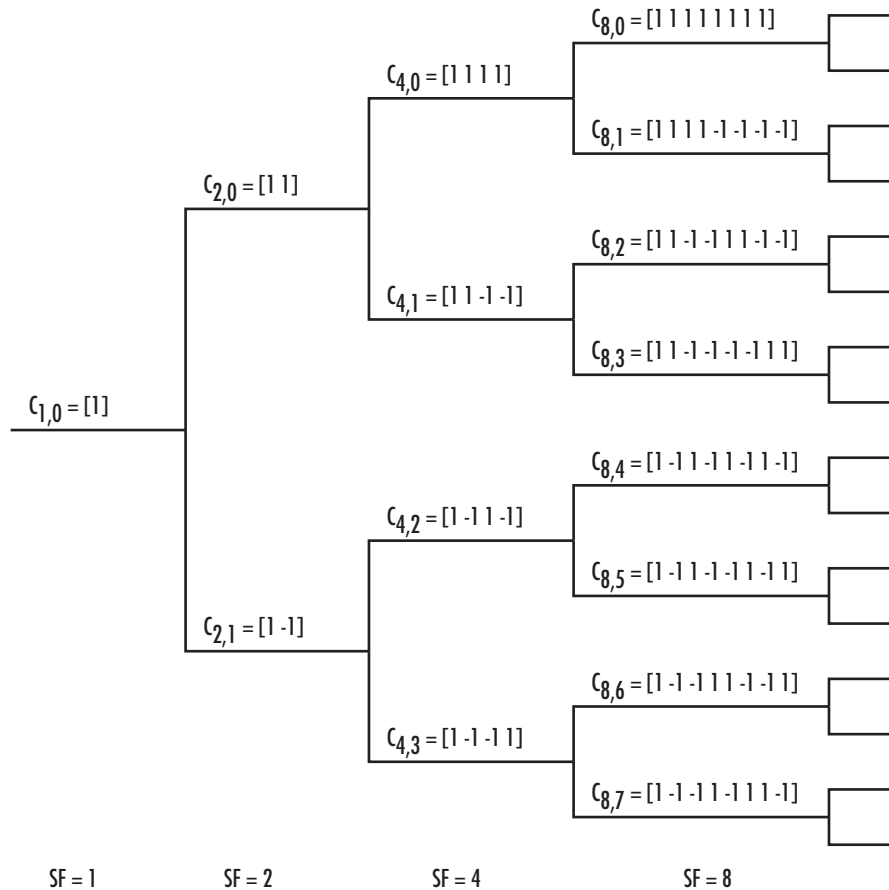 C8,0 = [1 1 1 1 1 1 1 1]
C4,0 = [1 1 1 1]
C8,1 = [1 1 1 1 -1 -1 -1 -1]
C2,0 = [1 1]
C8,2 = [1 1 -1 -1 1 1 -1 -1]
C4,1 = [1 1 -1 -1]
C8,3 = [1 1 -1 -1 -1 -1 1 1]
C1,0 = [1]
C8,4 = [1 -1 1 -1 1 -1 1 -1]
C4,2 = [1 -1 1 -1]
C8,5 = [1 -1 1 -1 -1 1 -1 1]
C2,1 = [1 -1]
C8,6 = [1 -1 -1 1 1 -1 -1 1]
C4,3 = [1 -1 -1 1]
C8,7 = [1 -1 -1 1 -1 1 1 -1]
SF = 1 SF = 2 SF = 4 SF = 8